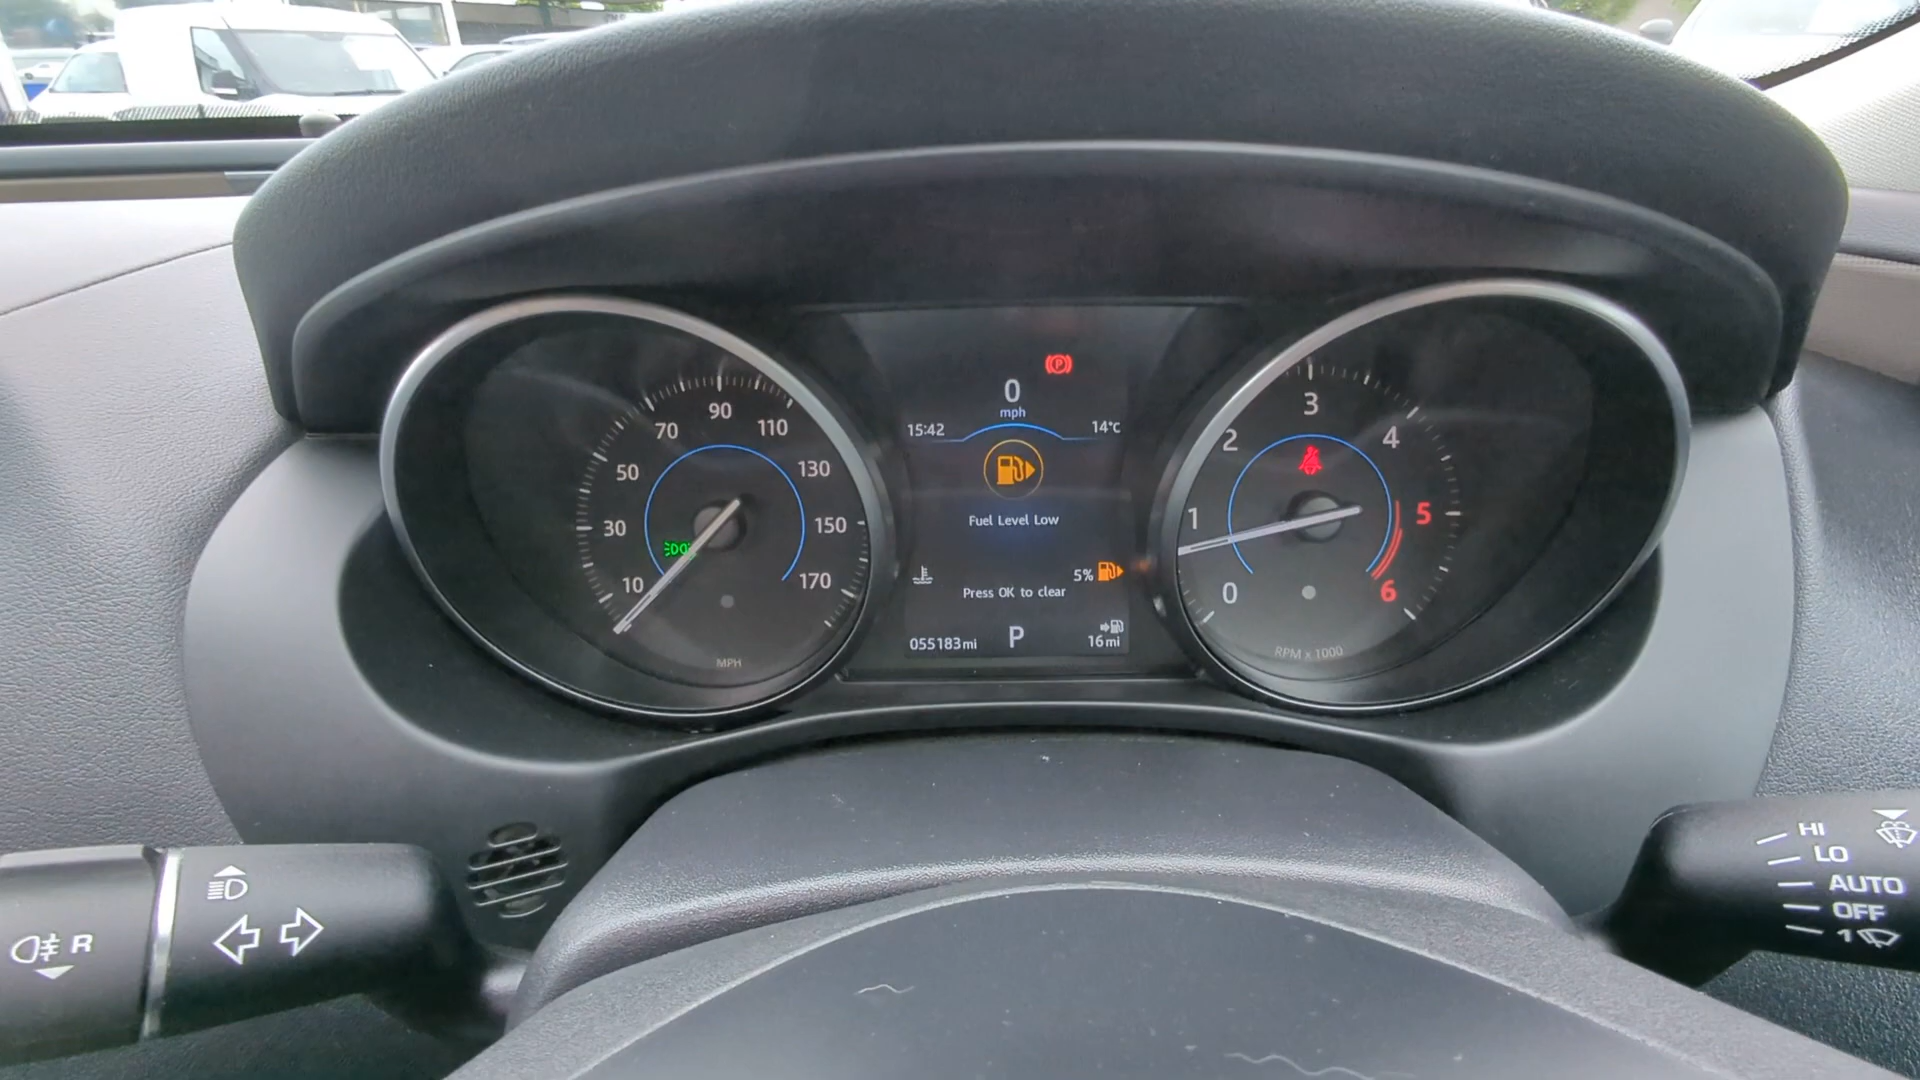 10
30
50
70
90
110
130
150
170
MPH
0
mph
15:42
14°C
Fuel Level Low
5%
Press OK to clear
055183mi
P
16mi
0
1
2
3
4
5
6
RPM x 1000
R
HI
LO
AUTO
OFF
1